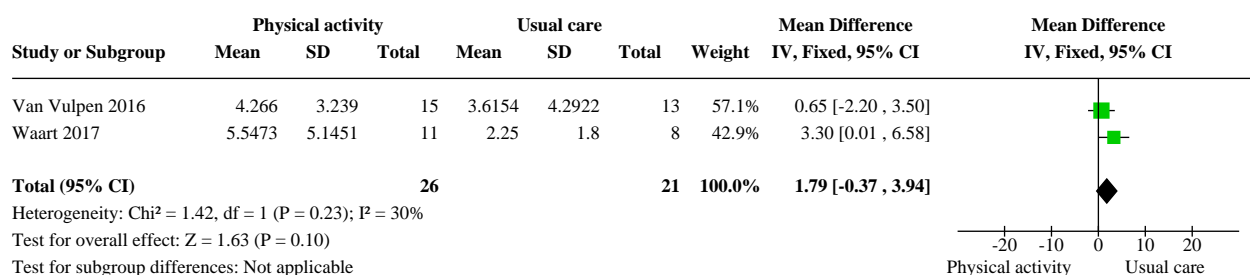 Physical activity Usual care Mean Difference Mean Difference
Study or Subgroup Mean SD Total Mean SD Total Weight IV, Fixed, 95% CI IV, Fixed, 95% CI
Van Vulpen 2016 4.266 3.239 15 3.6154 4.2922 13 57.1% 0.65 [-2.20 , 3.50]
Waart 2017 5.5473 5.1451 11 2.25 1.8 8 42.9% 3.30 [0.01 , 6.58]
Total (95% CI) 26 21 100.0% 1.79 [-0.37 , 3.94]
Heterogeneity: Chi² = 1.42, df = 1 (P = 0.23); I² = 30%
Test for overall effect: Z = 1.63 (P = 0.10)
-20 -10 0 10 20
Test for subgroup differences: Not applicable
Physical activity Usual care